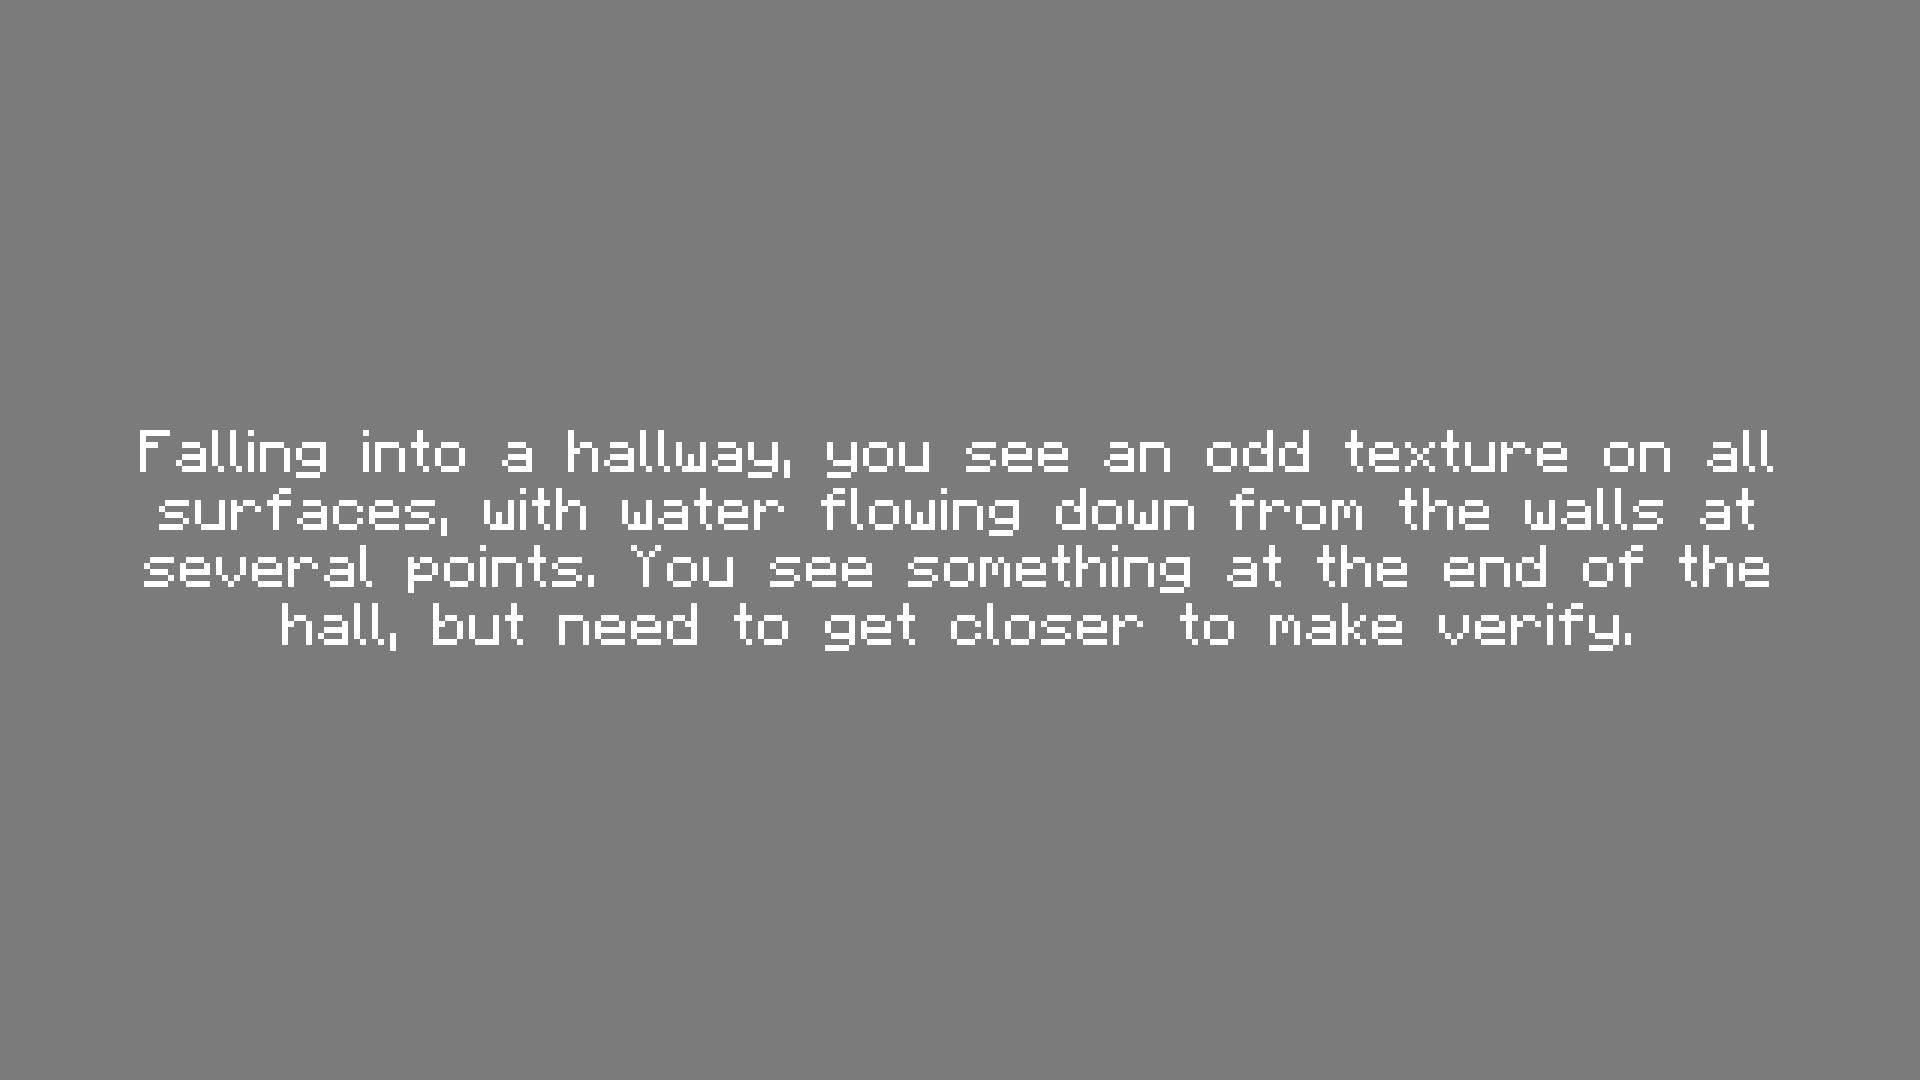 Falling into a hallway, you see an odd texture on all
surfaces, with water flowing down from the walls at
several points. You see something at the end of the
hall, but need to get closer to make verify.